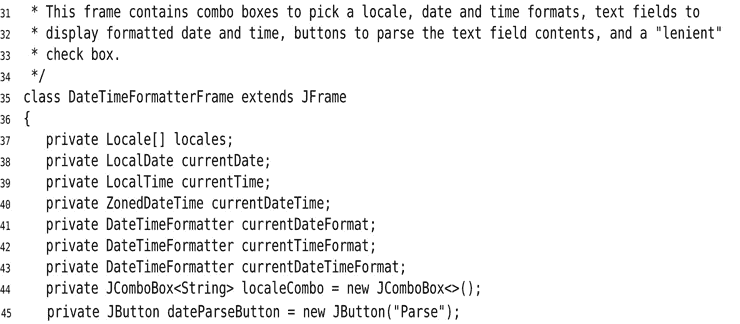 31  * This frame contains combo boxes to pick a locale, date and time formats, text fields to
32  * display formatted date and time, buttons to parse the text field contents, and a "lenient"
33  * check box.
34  */
35 class DateTimeFormatterFrame extends JFrame
36 {
37    private Locale[] locales;
38    private LocalDate currentDate;
39    private LocalTime currentTime;
40    private ZonedDateTime currentDateTime;
41    private DateTimeFormatter currentDateFormat;
42    private DateTimeFormatter currentTimeFormat;
43    private DateTimeFormatter currentDateTimeFormat;
44    private JComboBox<String> localeCombo = new JComboBox<>();
45    private JButton dateParseButton = new JButton("Parse");